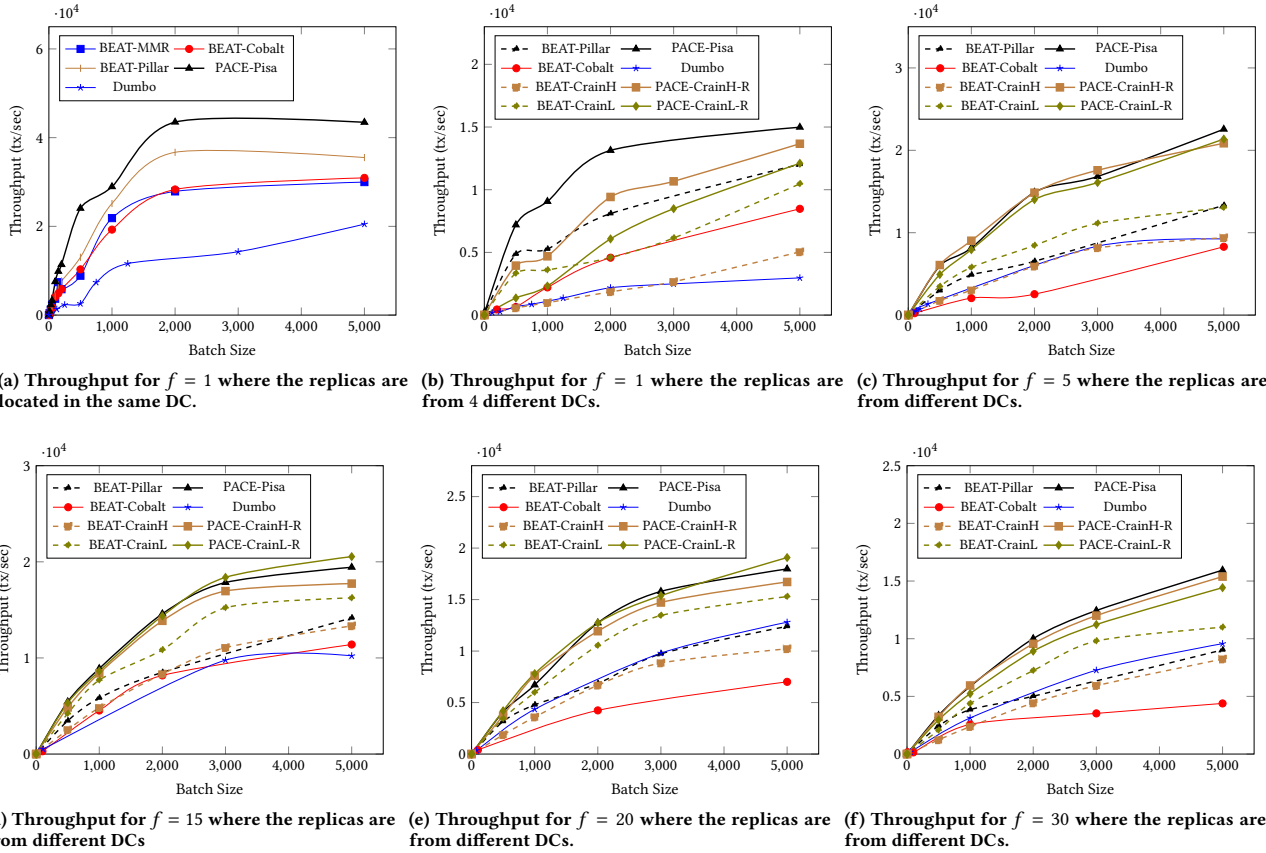 ·10⁴
6
4
2
0
Throughput (tx/sec)
BEAT-MMR BEAT-Cobalt
BEAT-Pillar PACE-Pisa
Dumbo
0 1,000 2,000 3,000 4,000 5,000
Batch Size
(a) Throughput for f = 1 where the replicas are
located in the same DC.
·10⁴
2
1.5
1
0.5
0
Throughput (tx/sec)
BEAT-Pillar PACE-Pisa
BEAT-Cobalt Dumbo
BEAT-CrainH PACE-CrainH-R
BEAT-CrainL PACE-CrainL-R
0 1,000 2,000 3,000 4,000 5,000
Batch Size
(b) Throughput for f = 1 where the replicas are
from 4 different DCs.
·10⁴
3
2
1
0
Throughput (tx/sec)
BEAT-Pillar PACE-Pisa
BEAT-Cobalt Dumbo
BEAT-CrainH PACE-CrainH-R
BEAT-CrainL PACE-CrainL-R
0 1,000 2,000 3,000 4,000 5,000
Batch Size
(c) Throughput for f = 5 where the replicas are
from different DCs.
·10⁴
3
2
1
0
Throughput (tx/sec)
BEAT-Pillar PACE-Pisa
BEAT-Cobalt Dumbo
BEAT-CrainH PACE-CrainH-R
BEAT-CrainL PACE-CrainL-R
0 1,000 2,000 3,000 4,000 5,000
Batch Size
) Throughput for f = 15 where the replicas are
rom different DCs
·10⁴
2.5
2
1.5
1
0.5
0
Throughput (tx/sec)
BEAT-Pillar PACE-Pisa
BEAT-Cobalt Dumbo
BEAT-CrainH PACE-CrainH-R
BEAT-CrainL PACE-CrainL-R
0 1,000 2,000 3,000 4,000 5,000
Batch Size
(e) Throughput for f = 20 where the replicas are
from different DCs.
·10⁴
2.5
2
1.5
1
0.5
0
Throughput (tx/sec)
BEAT-Pillar PACE-Pisa
BEAT-Cobalt Dumbo
BEAT-CrainH PACE-CrainH-R
BEAT-CrainL PACE-CrainL-R
0 1,000 2,000 3,000 4,000 5,000
Batch Size
(f) Throughput for f = 30 where the replicas are
from different DCs.